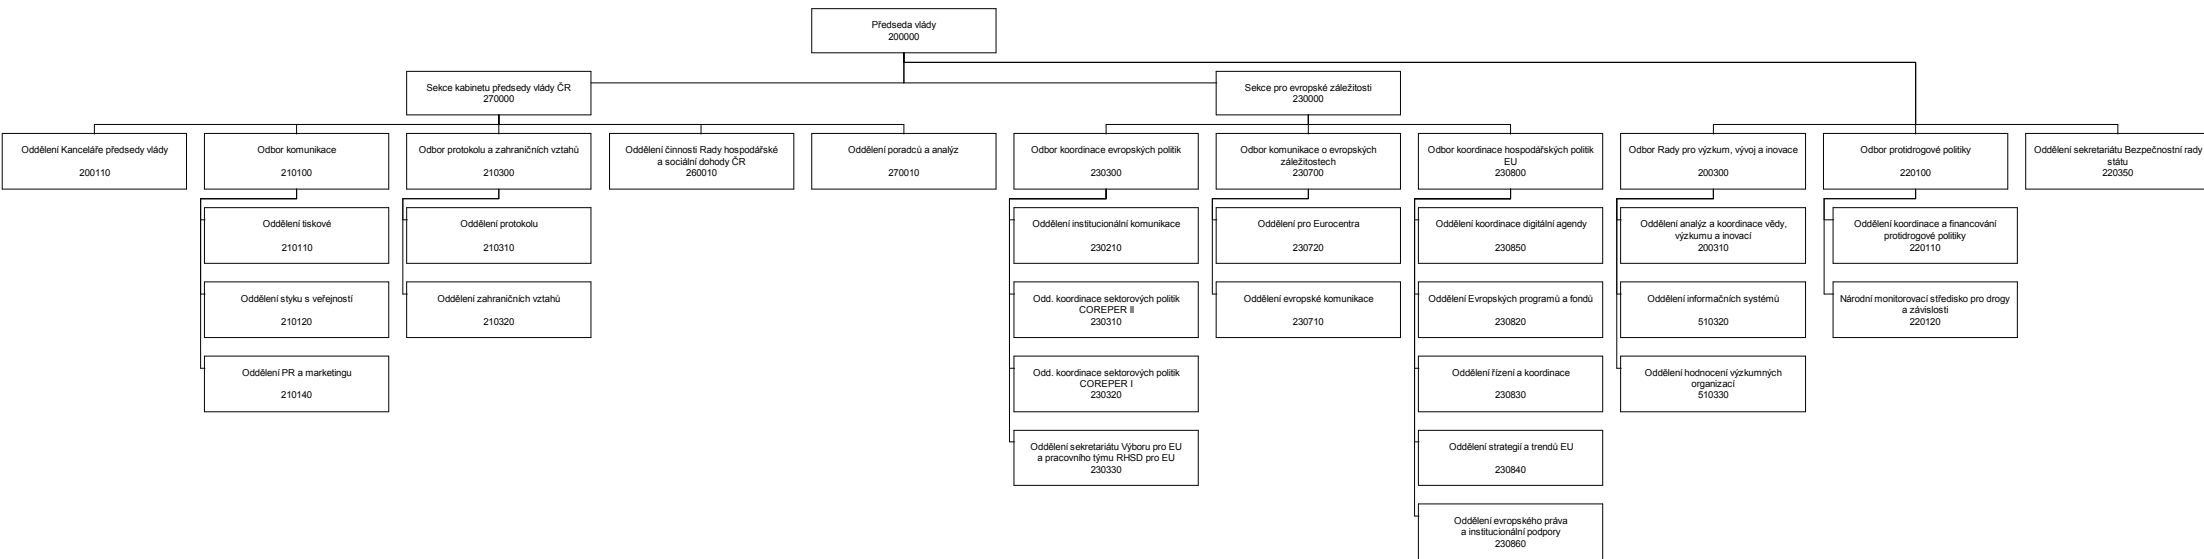 Předseda vlády
200000
Sekce kabinetu předsedy vlády ČR
270000
Sekce pro evropské záležitosti
230000
Oddělení Kanceláře předsedy vlády
200110
Odbor komunikace
210100
Odbor protokolu a zahraničních vztahů
210300
Oddělení činnosti Rady hospodářské
a sociální dohody ČR
260010
Oddělení poradců a analýz
270010
Odbor koordinace evropských politik
230300
Odbor komunikace o evropských
záležitostech
230700
Odbor koordinace hospodářských politik
EU
230800
Odbor Rady pro výzkum, vývoj a inovace
200300
Odbor protidrogové politiky
220100
Oddělení sekretariátu Bezpečnostní rady
státu
220350
Oddělení tiskové
210110
Oddělení styku s veřejností
210120
Oddělení PR a marketingu
210140
Oddělení protokolu
210310
Oddělení zahraničních vztahů
210320
Oddělení institucionální komunikace
230210
Odd. koordinace sektorových politik
COREPER II
230310
Odd. koordinace sektorových politik
COREPER I
230320
Oddělení sekretariátu Výboru pro EU
a pracovního týmu RHSD pro EU
230330
Oddělení pro Eurocentra
230720
Oddělení evropské komunikace
230710
Oddělení koordinace digitální agendy
230850
Oddělení Evropských programů a fondů
230820
Oddělení řízení a koordinace
230830
Oddělení strategií a trendů EU
230840
Oddělení evropského práva
a institucionální podpory
230860
Oddělení analýz a koordinace vědy,
výzkumu a inovací
200310
Oddělení informačních systémů
510320
Oddělení hodnocení výzkumných
organizací
510330
Oddělení koordinace a financování
protidrogové politiky
220110
Národní monitorovací středisko pro drogy
a závislosti
220120